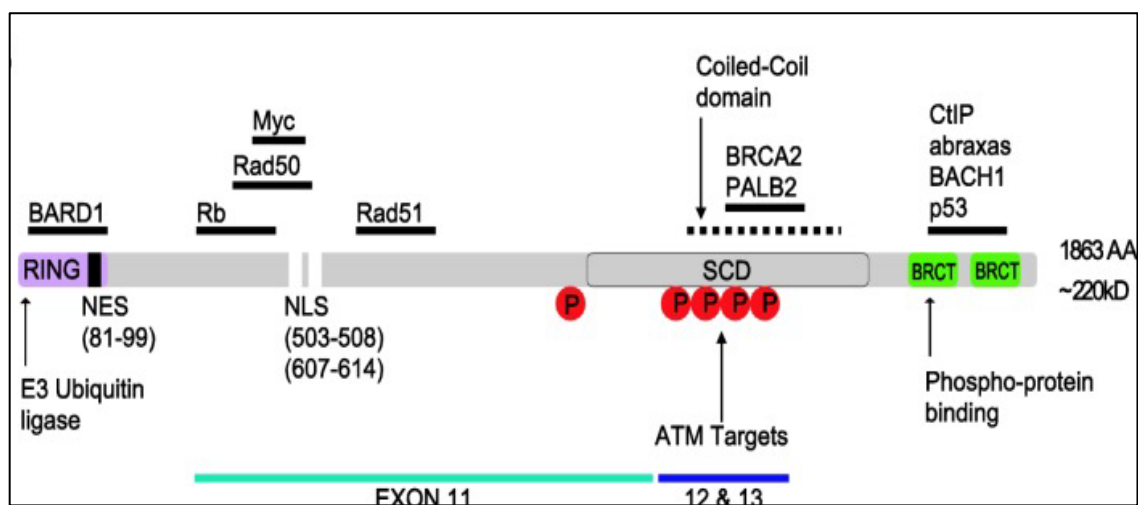 Coiled-Coil
domain
Myc
Rad50
BARD1
Rb
Rad51
BRCA2
PALB2
CtIP
abraxas
BACH1
p53
RING
SCD
BRCT
BRCT
1863 AA
~220kD
P
P
P
P
P
NES
(81-99)
NLS
(503-508)
(607-614)
E3 Ubiquitin
ligase
ATM Targets
Phospho-protein
binding
EXON 11
12 & 13